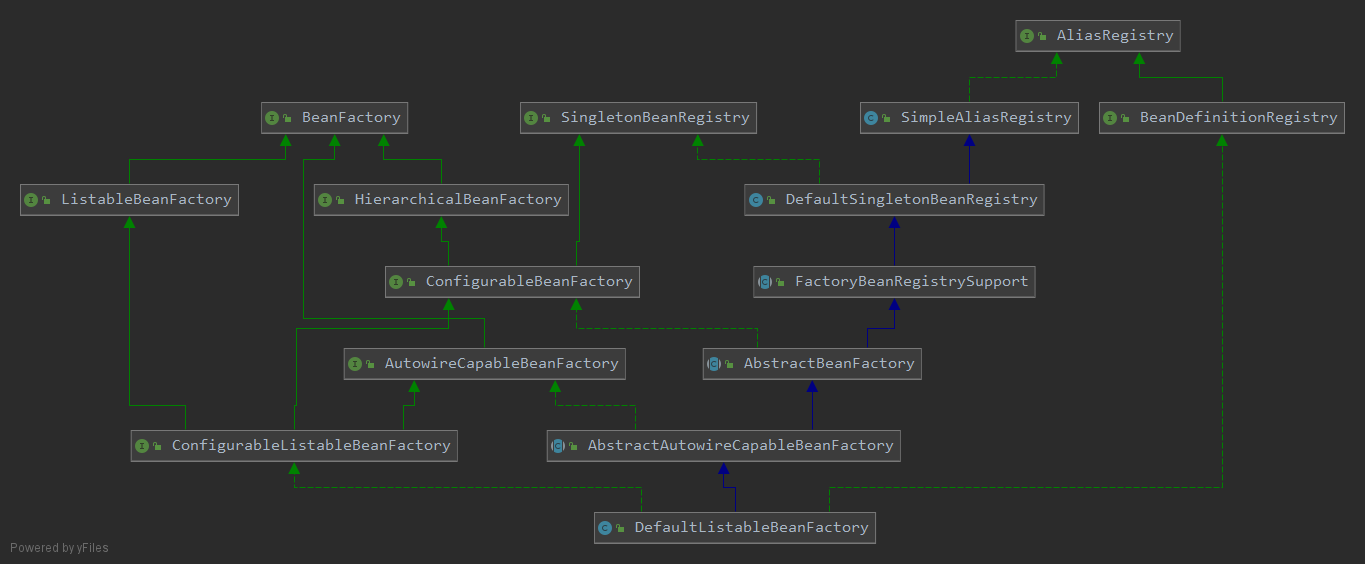 AliasRegistry
BeanFactory
SingletonBeanRegistry
SimpleAliasRegistry
BeanDefinitionRegistry
ListableBeanFactory
HierarchicalBeanFactory
DefaultSingletonBeanRegistry
ConfigurableBeanFactory
FactoryBeanRegistrySupport
AutowireCapableBeanFactory
AbstractBeanFactory
ConfigurableListableBeanFactory
AbstractAutowireCapableBeanFactory
DefaultListableBeanFactory
Powered by yFiles